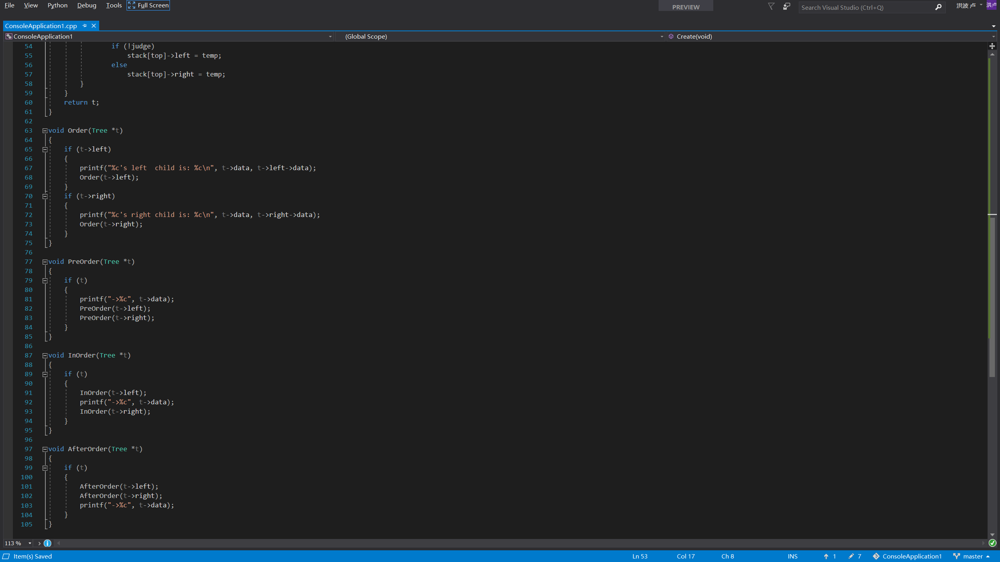 File View Python Debug Tools Full Screen PREVIEW Search Visual Studio (Ctrl+Q) 洪波 卢 洪卢
ConsoleApplication1.cpp
ConsoleApplication1 (Global Scope) Create(void)
54 if (!judge)
55 stack[top]->left = temp;
56 else
57 stack[top]->right = temp;
58 }
59 }
60 return t;
61 }
62
63 void Order(Tree *t)
64 {
65 if (t->left)
66 {
67 printf("%c's left  child is: %c\n", t->data, t->left->data);
68 Order(t->left);
69 }
70 if (t->right)
71 {
72 printf("%c's right child is: %c\n", t->data, t->right->data);
73 Order(t->right);
74 }
75 }
76
77 void PreOrder(Tree *t)
78 {
79 if (t)
80 {
81 printf("->%c", t->data);
82 PreOrder(t->left);
83 PreOrder(t->right);
84 }
85 }
86
87 void InOrder(Tree *t)
88 {
89 if (t)
90 {
91 InOrder(t->left);
92 printf("->%c", t->data);
93 InOrder(t->right);
94 }
95 }
96
97 void AfterOrder(Tree *t)
98 {
99 if (t)
100 {
101 AfterOrder(t->left);
102 AfterOrder(t->right);
103 printf("->%c", t->data);
104 }
105 }
113 %
Item(s) Saved Ln 53 Col 17 Ch 8 INS 1 7 ConsoleApplication1 master